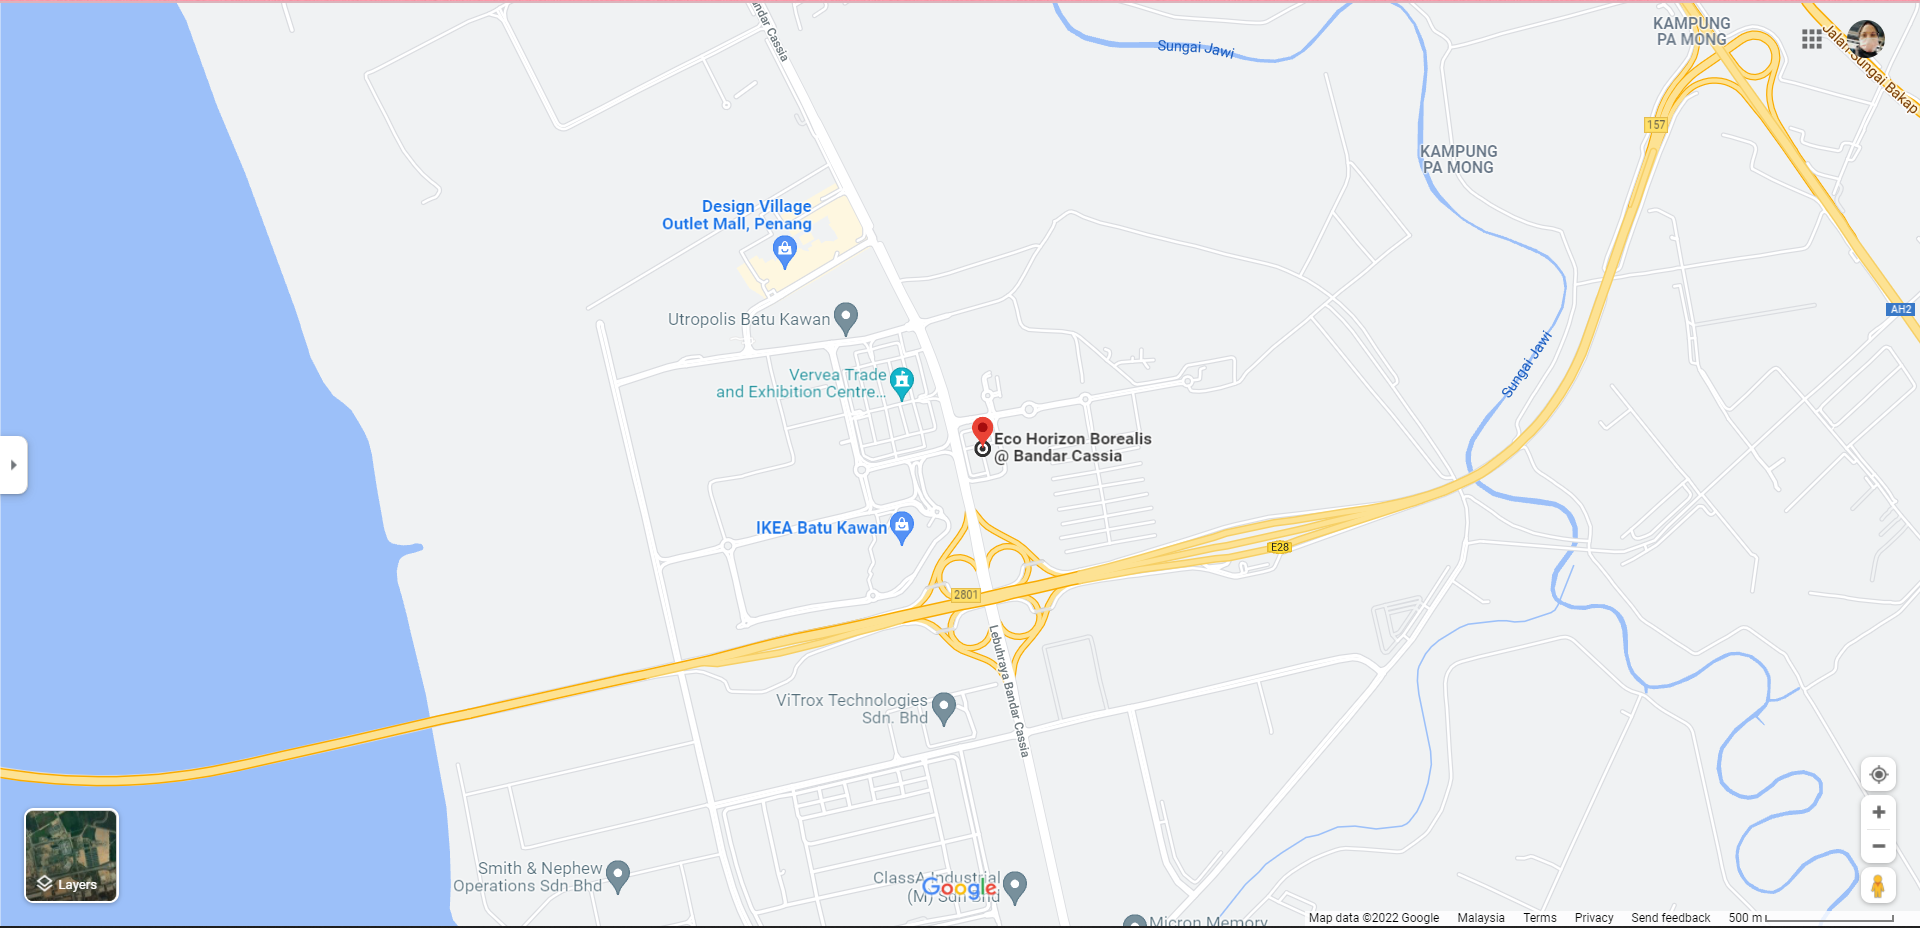 andar Cassia
Sungai Jawi
KAMPUNG
PA MONG
Jalan Sungai Bakap
157
KAMPUNG
PA MONG
Design Village
Outlet Mall, Penang
AH2
Utropolis Batu Kawan
Sungai Jawi
Vervea Trade
and Exhibition Centre...
Eco Horizon Borealis
@ Bandar Cassia
IKEA Batu Kawan
E28
2801
Lebuhraya Bandar Cassia
ViTrox Technologies
Sdn. Bhd
Smith & Nephew
Operations Sdn Bhd
Layers
ClassA Industrial
(M) Sdn Bhd
Google
Micron Memory
Map data ©2022 Google Malaysia Terms Privacy Send feedback 500 m